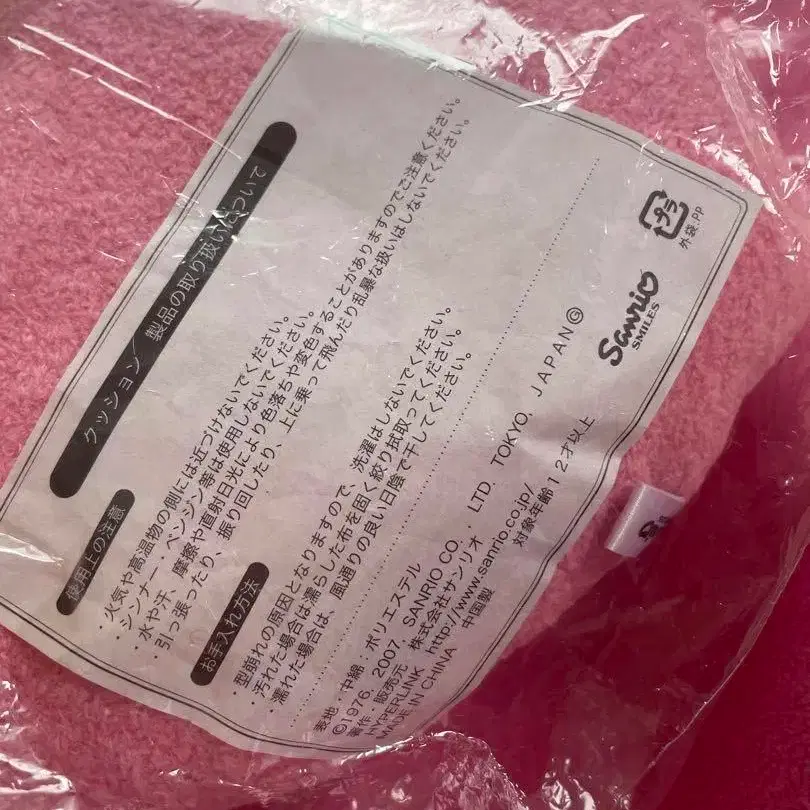 クッション/ 製品の取り扱いについて
使用上の注意
・火気や高温物の側には近づけないでください。
・シンナー・ベンジン等は使用しないでください。
・水や汗、摩擦や直射日光により色落ちや変色することがありますのでご注意ください。
・引っ張ったり、振り回したり、上に乗って飛んだり乱暴な扱いはしないでください。
お手入れ方法
・型崩れの原因となりますので、洗濯はしないでください。
・汚れた場合は濡らした布を固く絞り拭取ってください。
・濡れた場合は、風通りの良い日陰で干してください。
表地・中綿:ポリエステル
©1976, 2007, SANRIO CO., LTD. TOKYO, JAPAN Ⓖ
著作・販売元 株式会社サンリオ
HYPERLINK http://www.sanrio.co.jp/
MADE IN CHINA 中国製 対象年齢12才以上
Sanrio
SMILES
プラ
外袋:PP